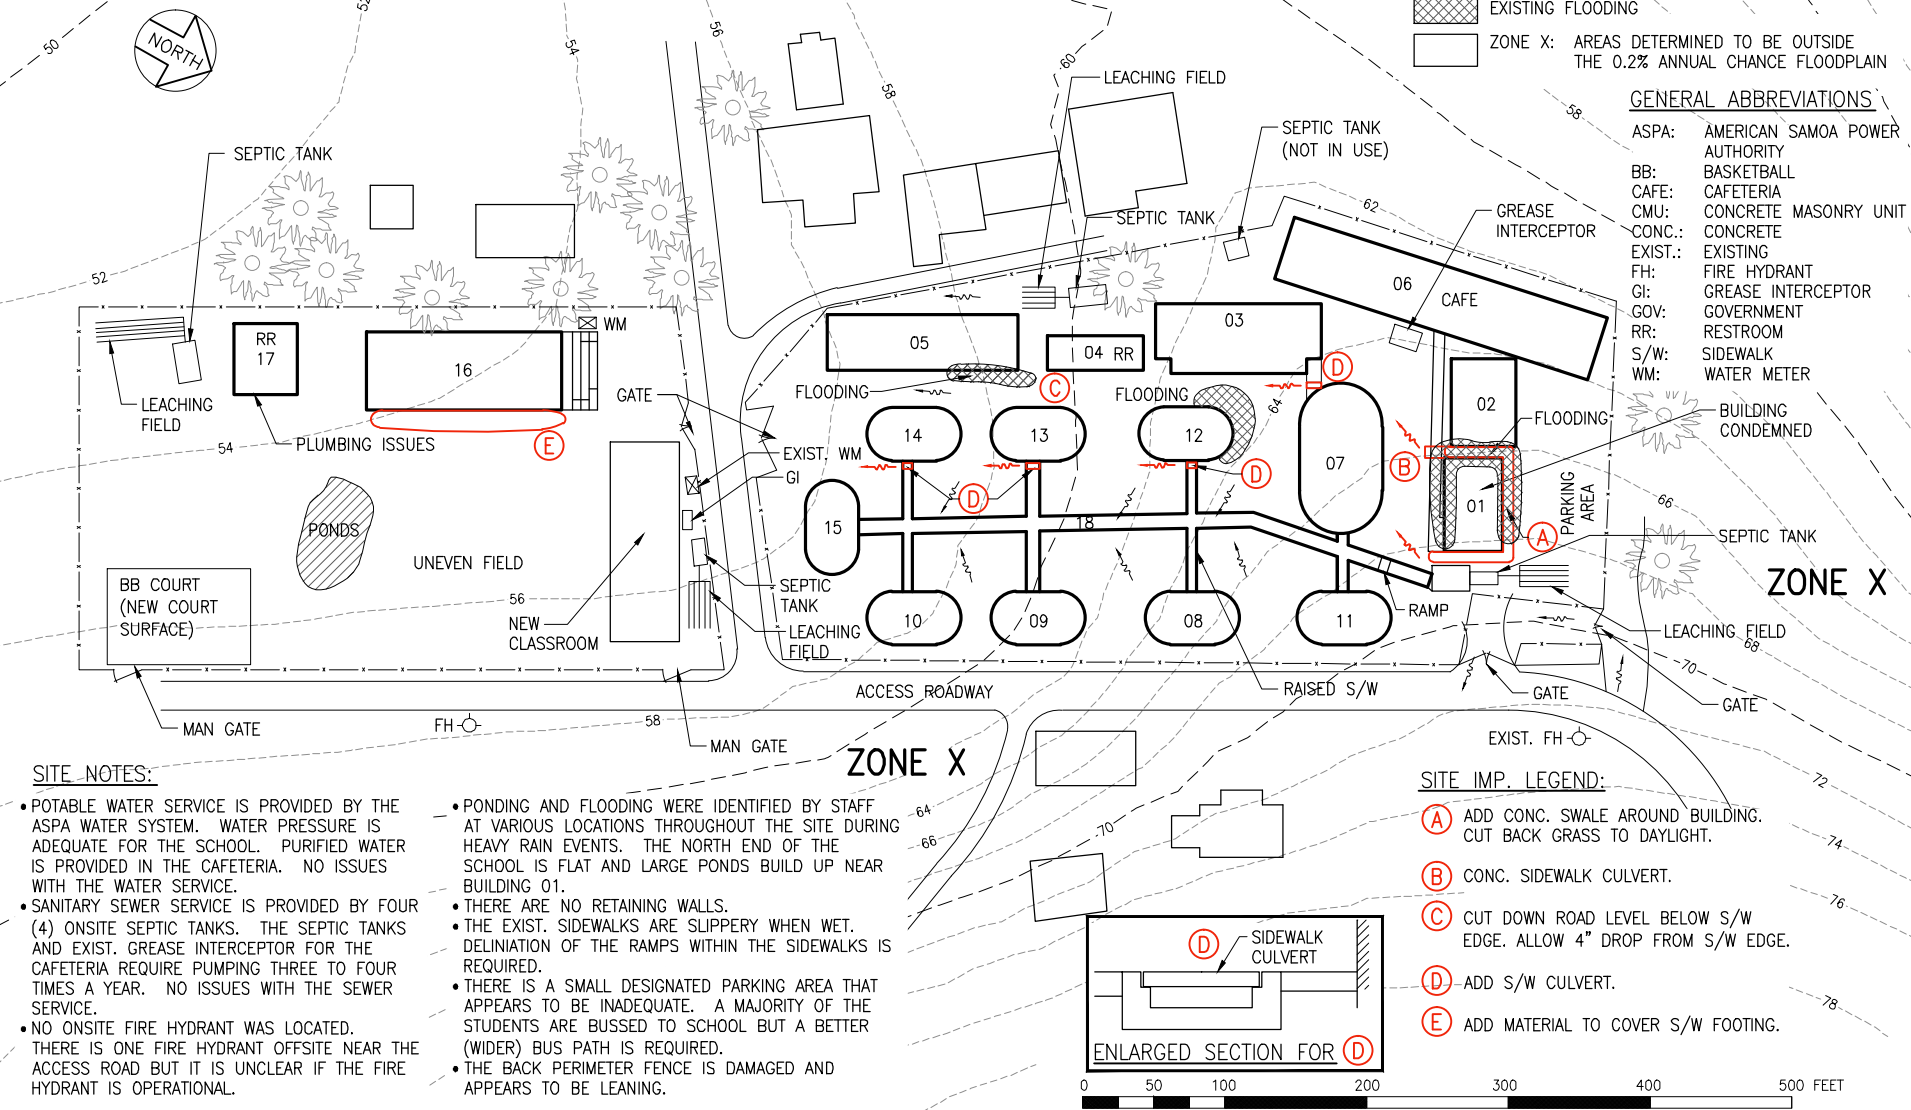 EXISTING FLOODING
ZONE X: AREAS DETERMINED TO BE OUTSIDE
THE 0.2% ANNUAL CHANCE FLOODPLAIN
GENERAL ABBREVIATIONS
ASPA: AMERICAN SAMOA POWER
AUTHORITY
BB: BASKETBALL
CAFE: CAFETERIA
CMU: CONCRETE MASONRY UNIT
CONC.: CONCRETE
EXIST.: EXISTING
FH: FIRE HYDRANT
GI: GREASE INTERCEPTOR
GOV: GOVERNMENT
RR: RESTROOM
S/W: SIDEWALK
WM: WATER METER
NORTH
50
52
54
56
58
60
58
LEACHING FIELD
SEPTIC TANK
(NOT IN USE)
SEPTIC TANK
SEPTIC TANK
62
GREASE
INTERCEPTOR
52
06
CAFE
WM
RR
17
16
05
04 RR
03
D
02
FLOODING
C
FLOODING
64
FLOODING
BUILDING
CONDEMNED
LEACHING
FIELD
GATE
PLUMBING ISSUES
E
54
14
13
12
07
B
01
EXIST. WM
GI
D
D
PARKING
AREA
66
A
15
18
PONDS
UNEVEN FIELD
SEPTIC TANK
ZONE X
BB COURT
(NEW COURT
SURFACE)
56
SEPTIC
TANK
NEW
CLASSROOM
LEACHING
FIELD
10
09
08
11
RAMP
LEACHING FIELD
68
70
ACCESS ROADWAY
RAISED S/W
GATE
GATE
MAN GATE
FH
58
MAN GATE
EXIST. FH
ZONE X
72
74
76
78
64
66
70
SITE NOTES:
• POTABLE WATER SERVICE IS PROVIDED BY THE
ASPA WATER SYSTEM. WATER PRESSURE IS
ADEQUATE FOR THE SCHOOL. PURIFIED WATER
IS PROVIDED IN THE CAFETERIA. NO ISSUES
WITH THE WATER SERVICE.
• SANITARY SEWER SERVICE IS PROVIDED BY FOUR
(4) ONSITE SEPTIC TANKS. THE SEPTIC TANKS
AND EXIST. GREASE INTERCEPTOR FOR THE
CAFETERIA REQUIRE PUMPING THREE TO FOUR
TIMES A YEAR. NO ISSUES WITH THE SEWER
SERVICE.
• NO ONSITE FIRE HYDRANT WAS LOCATED.
THERE IS ONE FIRE HYDRANT OFFSITE NEAR THE
ACCESS ROAD BUT IT IS UNCLEAR IF THE FIRE
HYDRANT IS OPERATIONAL.
• PONDING AND FLOODING WERE IDENTIFIED BY STAFF
AT VARIOUS LOCATIONS THROUGHOUT THE SITE DURING
HEAVY RAIN EVENTS. THE NORTH END OF THE
SCHOOL IS FLAT AND LARGE PONDS BUILD UP NEAR
BUILDING 01.
• THERE ARE NO RETAINING WALLS.
• THE EXIST. SIDEWALKS ARE SLIPPERY WHEN WET.
DELINIATION OF THE RAMPS WITHIN THE SIDEWALKS IS
REQUIRED.
• THERE IS A SMALL DESIGNATED PARKING AREA THAT
APPEARS TO BE INADEQUATE. A MAJORITY OF THE
STUDENTS ARE BUSSED TO SCHOOL BUT A BETTER
(WIDER) BUS PATH IS REQUIRED.
• THE BACK PERIMETER FENCE IS DAMAGED AND
APPEARS TO BE LEANING.
SITE IMP. LEGEND:
A ADD CONC. SWALE AROUND BUILDING.
CUT BACK GRASS TO DAYLIGHT.
B CONC. SIDEWALK CULVERT.
C CUT DOWN ROAD LEVEL BELOW S/W
EDGE. ALLOW 4" DROP FROM S/W EDGE.
D ADD S/W CULVERT.
E ADD MATERIAL TO COVER S/W FOOTING.
D SIDEWALK
CULVERT
ENLARGED SECTION FOR D
0 50 100 200 300 400 500 FEET